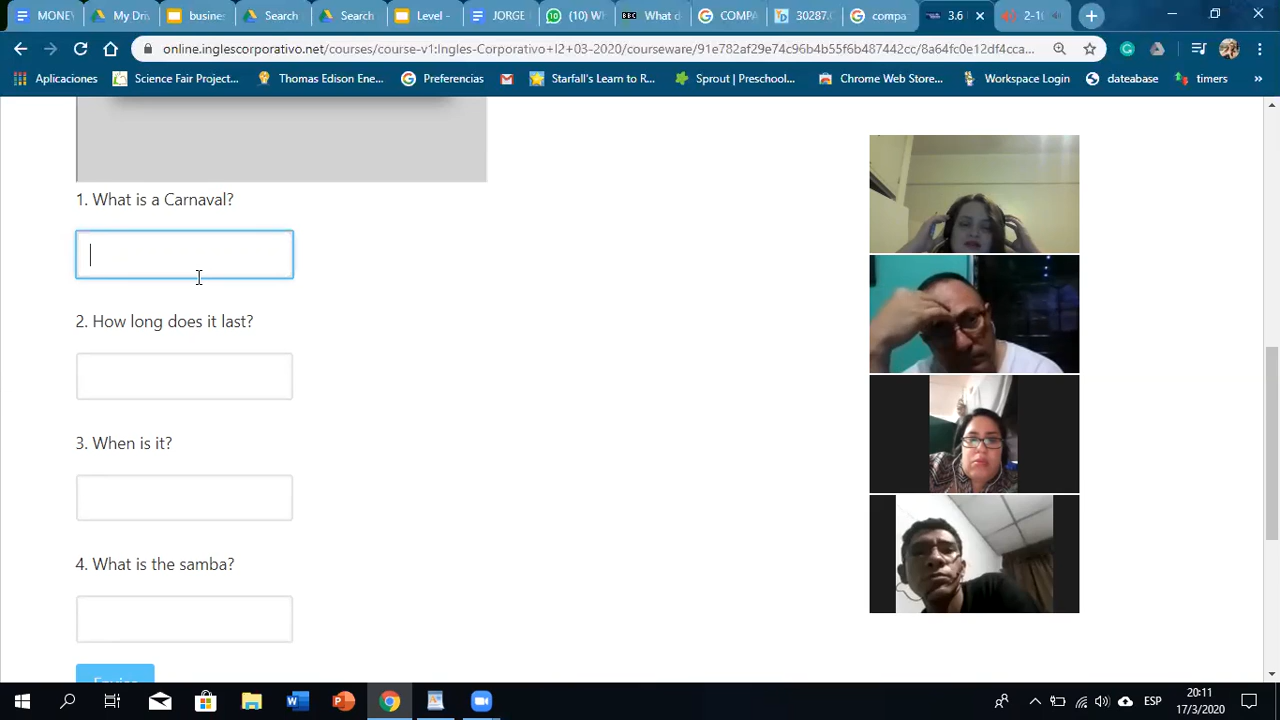 MONEY
My Dri
busine
Search
Search
Level -
JORGE
(10) W
BBC
What d
COMPA
30287.
compa
3.6
2-10
online.inglescorporativo.net/courses/course-v1:Ingles-Corporativo+I2+03-2020/courseware/91e782af29e74c96b4b55f6b487442cc/8a64fc0e12df4cca...
Aplicaciones
Science Fair Project...
Thomas Edison Ene...
Preferencias
Starfall's Learn to R...
Sprout | Preschool...
Chrome Web Store...
Workspace Login
dateabase
timers
»
1. What is a Carnaval?
2. How long does it last?
3. When is it?
4. What is the samba?
ESP
20:11
17/3/2020